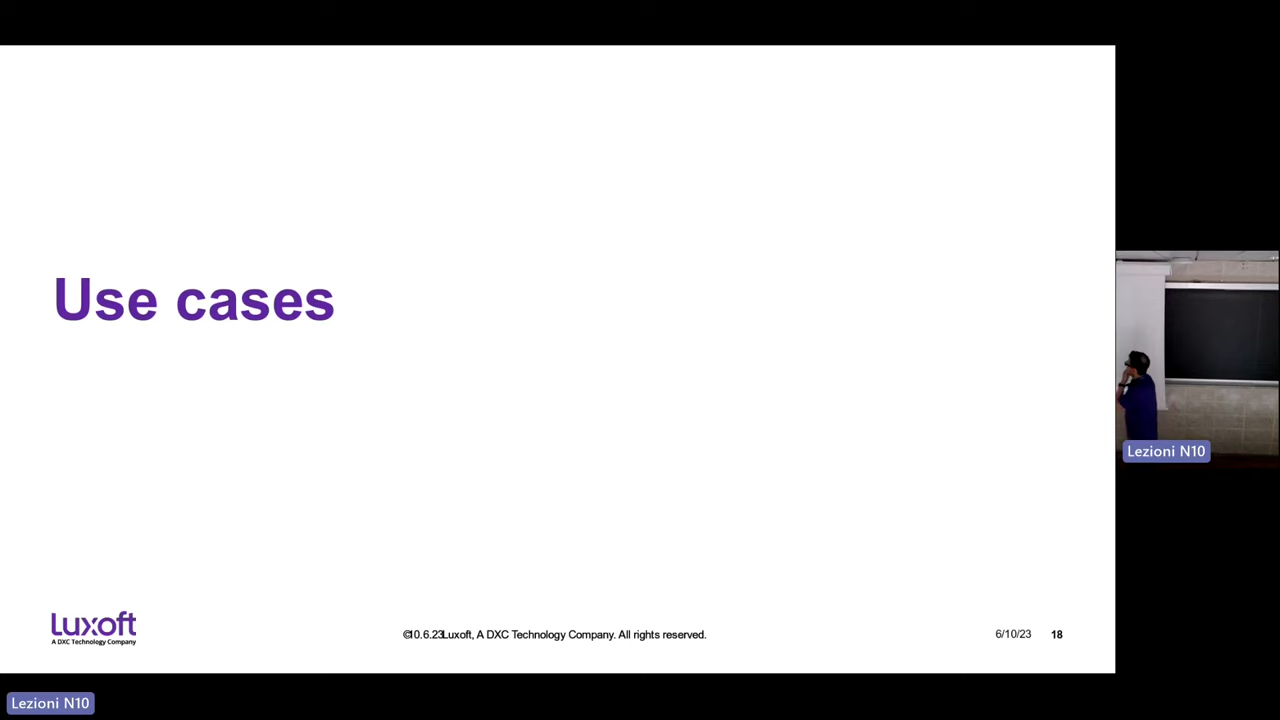 Use cases
Luxoft
A DXC Technology Company
©10.6.23Luxoft, A DXC Technology Company. All rights reserved.
6/10/23
18
Lezioni N10
Lezioni N10